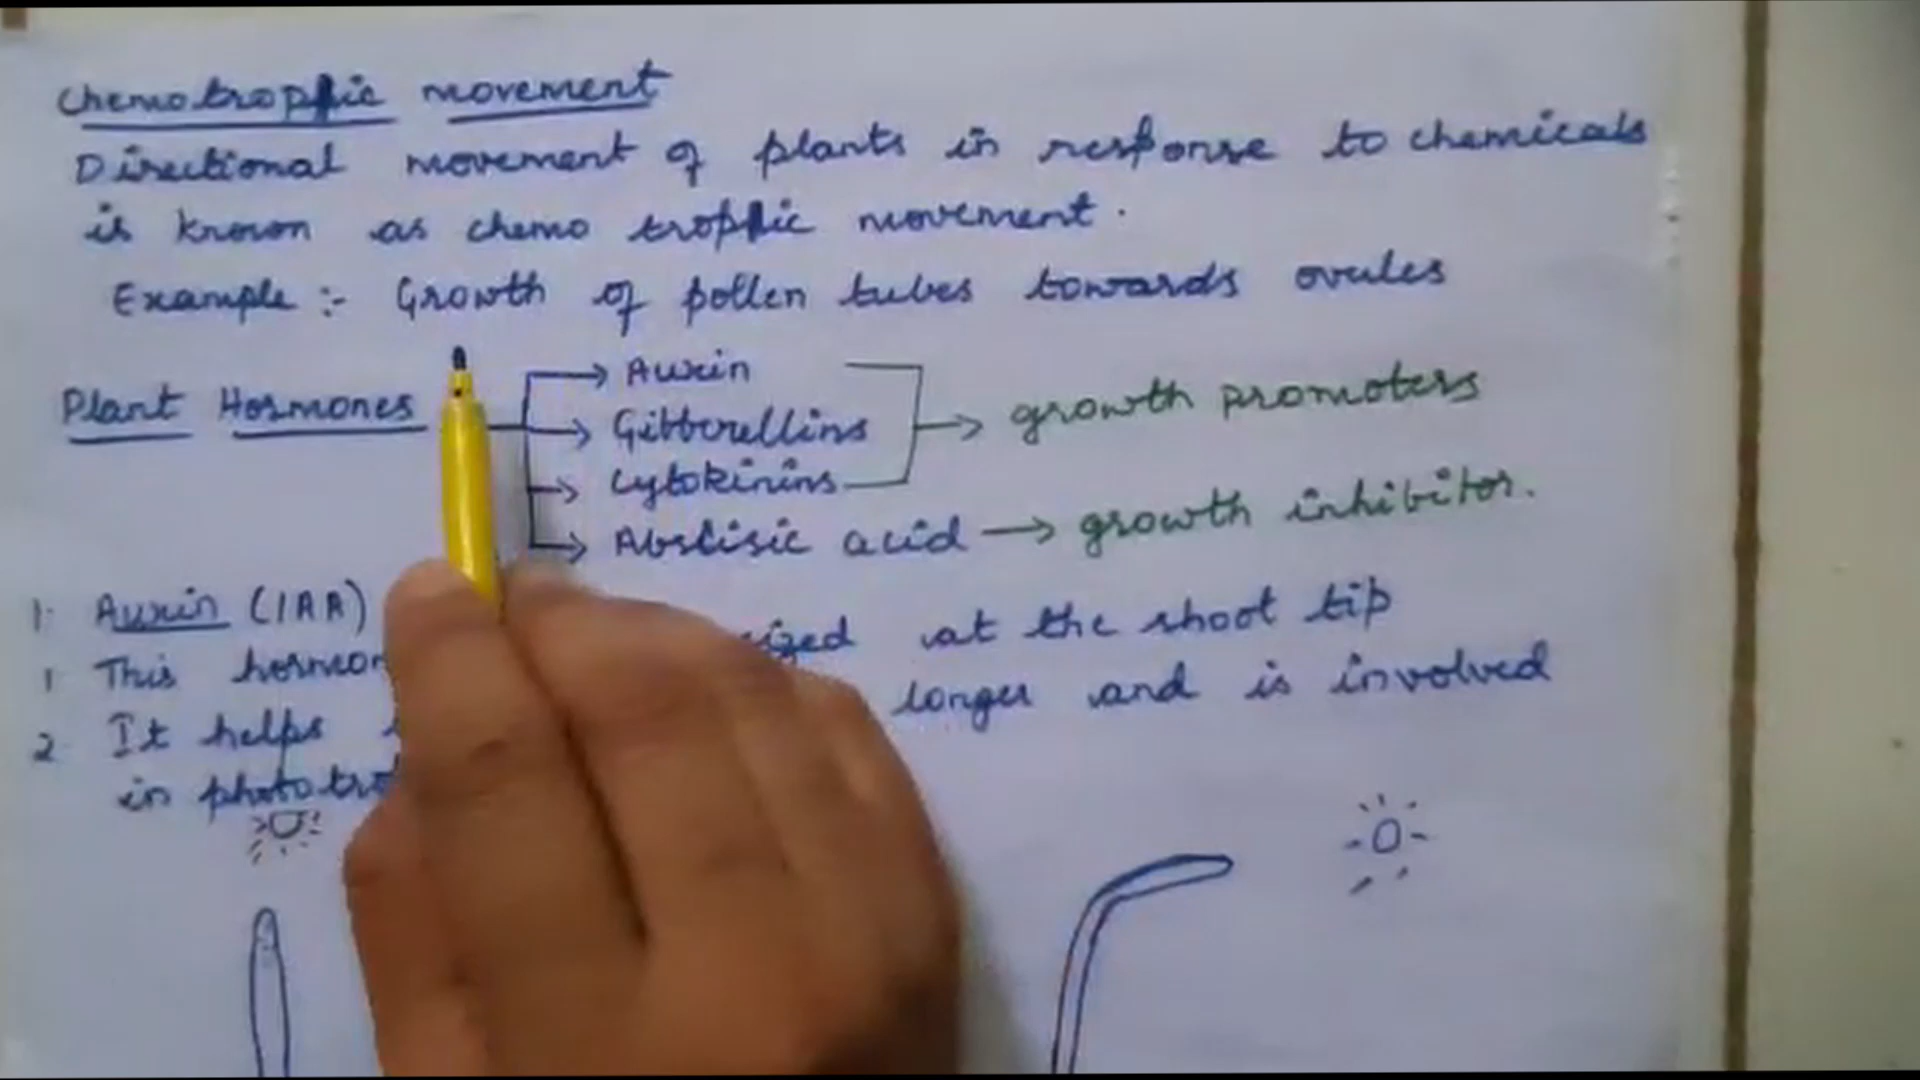 chemotropic movement
Directional movement of plants in response to chemicals
is known as chemo tropic movement.
Example :- Growth of pollen tubes towards ovules
Plant Hormones
Auxin
Gibberellins
Cytokinins
growth promoters
Abscisic acid → growth inhibitor.
1. Auxin (IAA)
1 This at the shoot tip
2. It helps longer and is involved
in